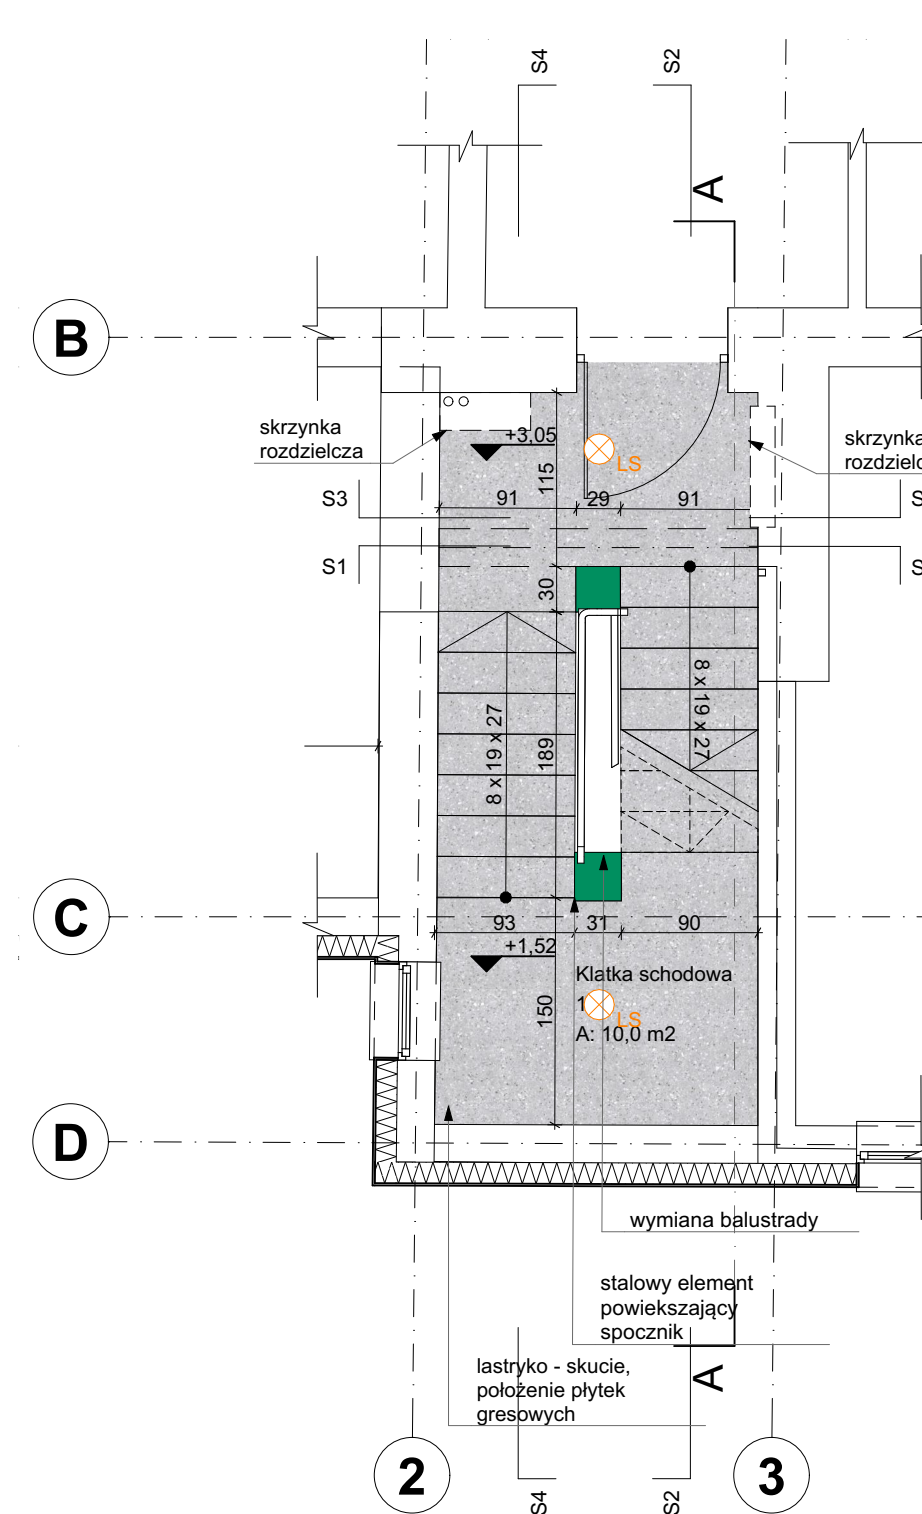 S4
S2
A
B
skrzynka
rozdzielcza
+3,05
LS
skrzynka
115
91
29
91
S3
S1
30
8 x 19 x 27
189
8 x 19 x 27
C
93
31
90
+1,52
Klatka schodowa
1
LS
150
A: 10,0 m2
D
wymiana balustrady
stalowy element
powiekszający
spocznik
lastryko - skucie,
położenie płytek
gresowych
A
2
3
S4
S2